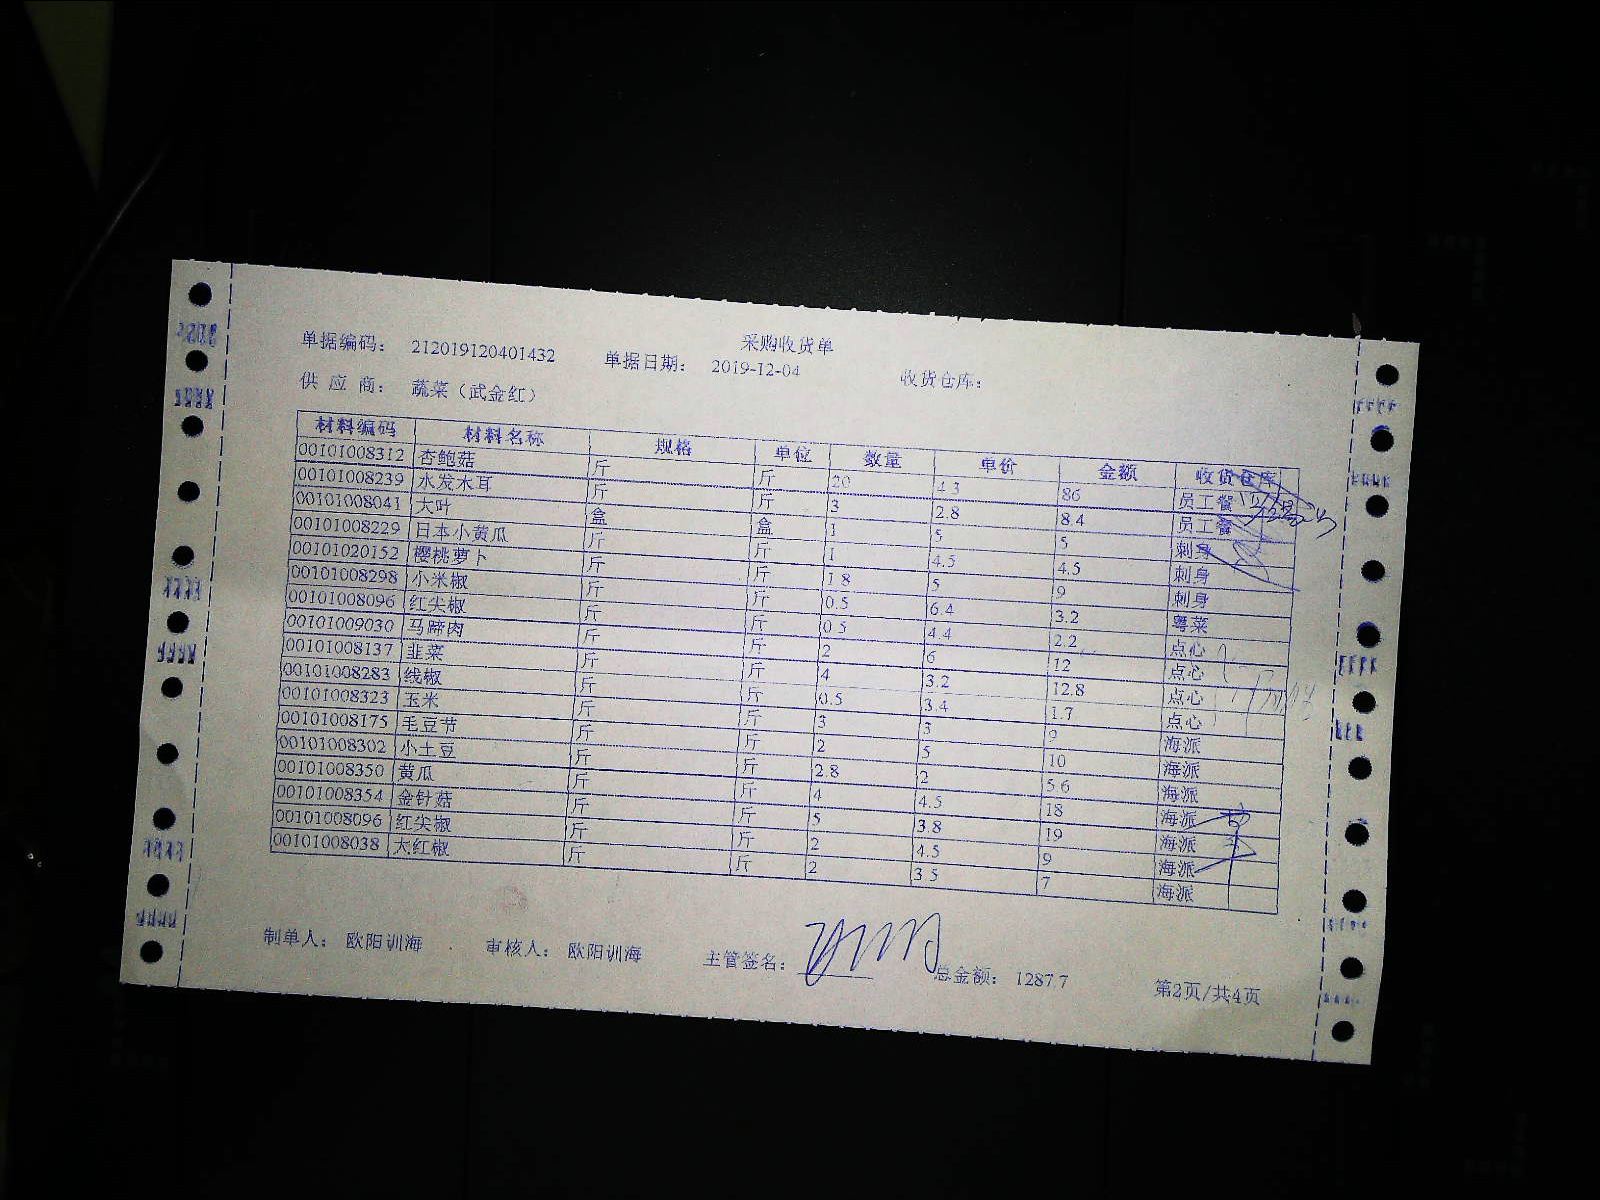 采购收货单
单据编码： 212019120401432 单据日期： 2019-12-04 收货仓库：
供 应 商： 蔬菜（武金红）
材料编码 材料名称 规格 单位 数量 单价 金额 收货仓库
00101008312 杏鲍菇 斤 斤 20 4.3 86 员工餐
00101008239 水发木耳 斤 斤 3 2.8 8.4 员工餐
00101008041 大叶 盒 盒 1 5 5 刺身
00101008229 日本小黄瓜 斤 斤 1 4.5 4.5 刺身
00101020152 樱桃萝卜 斤 斤 1.8 5 9 刺身
00101008298 小米椒 斤 斤 0.5 6.4 3.2 粤菜
00101008096 红尖椒 斤 斤 0.5 4.4 2.2 点心
00101009030 马蹄肉 斤 斤 2 6 12 点心
00101008137 韭菜 斤 斤 4 3.2 12.8 点心
00101008283 线椒 斤 斤 0.5 3.4 1.7 点心
00101008323 玉米 斤 斤 3 3 9 海派
00101008175 毛豆节 斤 斤 2 5 10 海派
00101008302 小土豆 斤 斤 2.8 2 5.6 海派
00101008350 黄瓜 斤 斤 4 4.5 18 海派
00101008354 金针菇 斤 斤 5 3.8 19 海派
00101008096 红尖椒 斤 斤 2 4.5 9 海派
00101008038 大红椒 斤 斤 2 3.5 7 海派
制单人： 欧阳训海 审核人： 欧阳训海 主管签名： 总金额： 1287.7 第2页/共4页